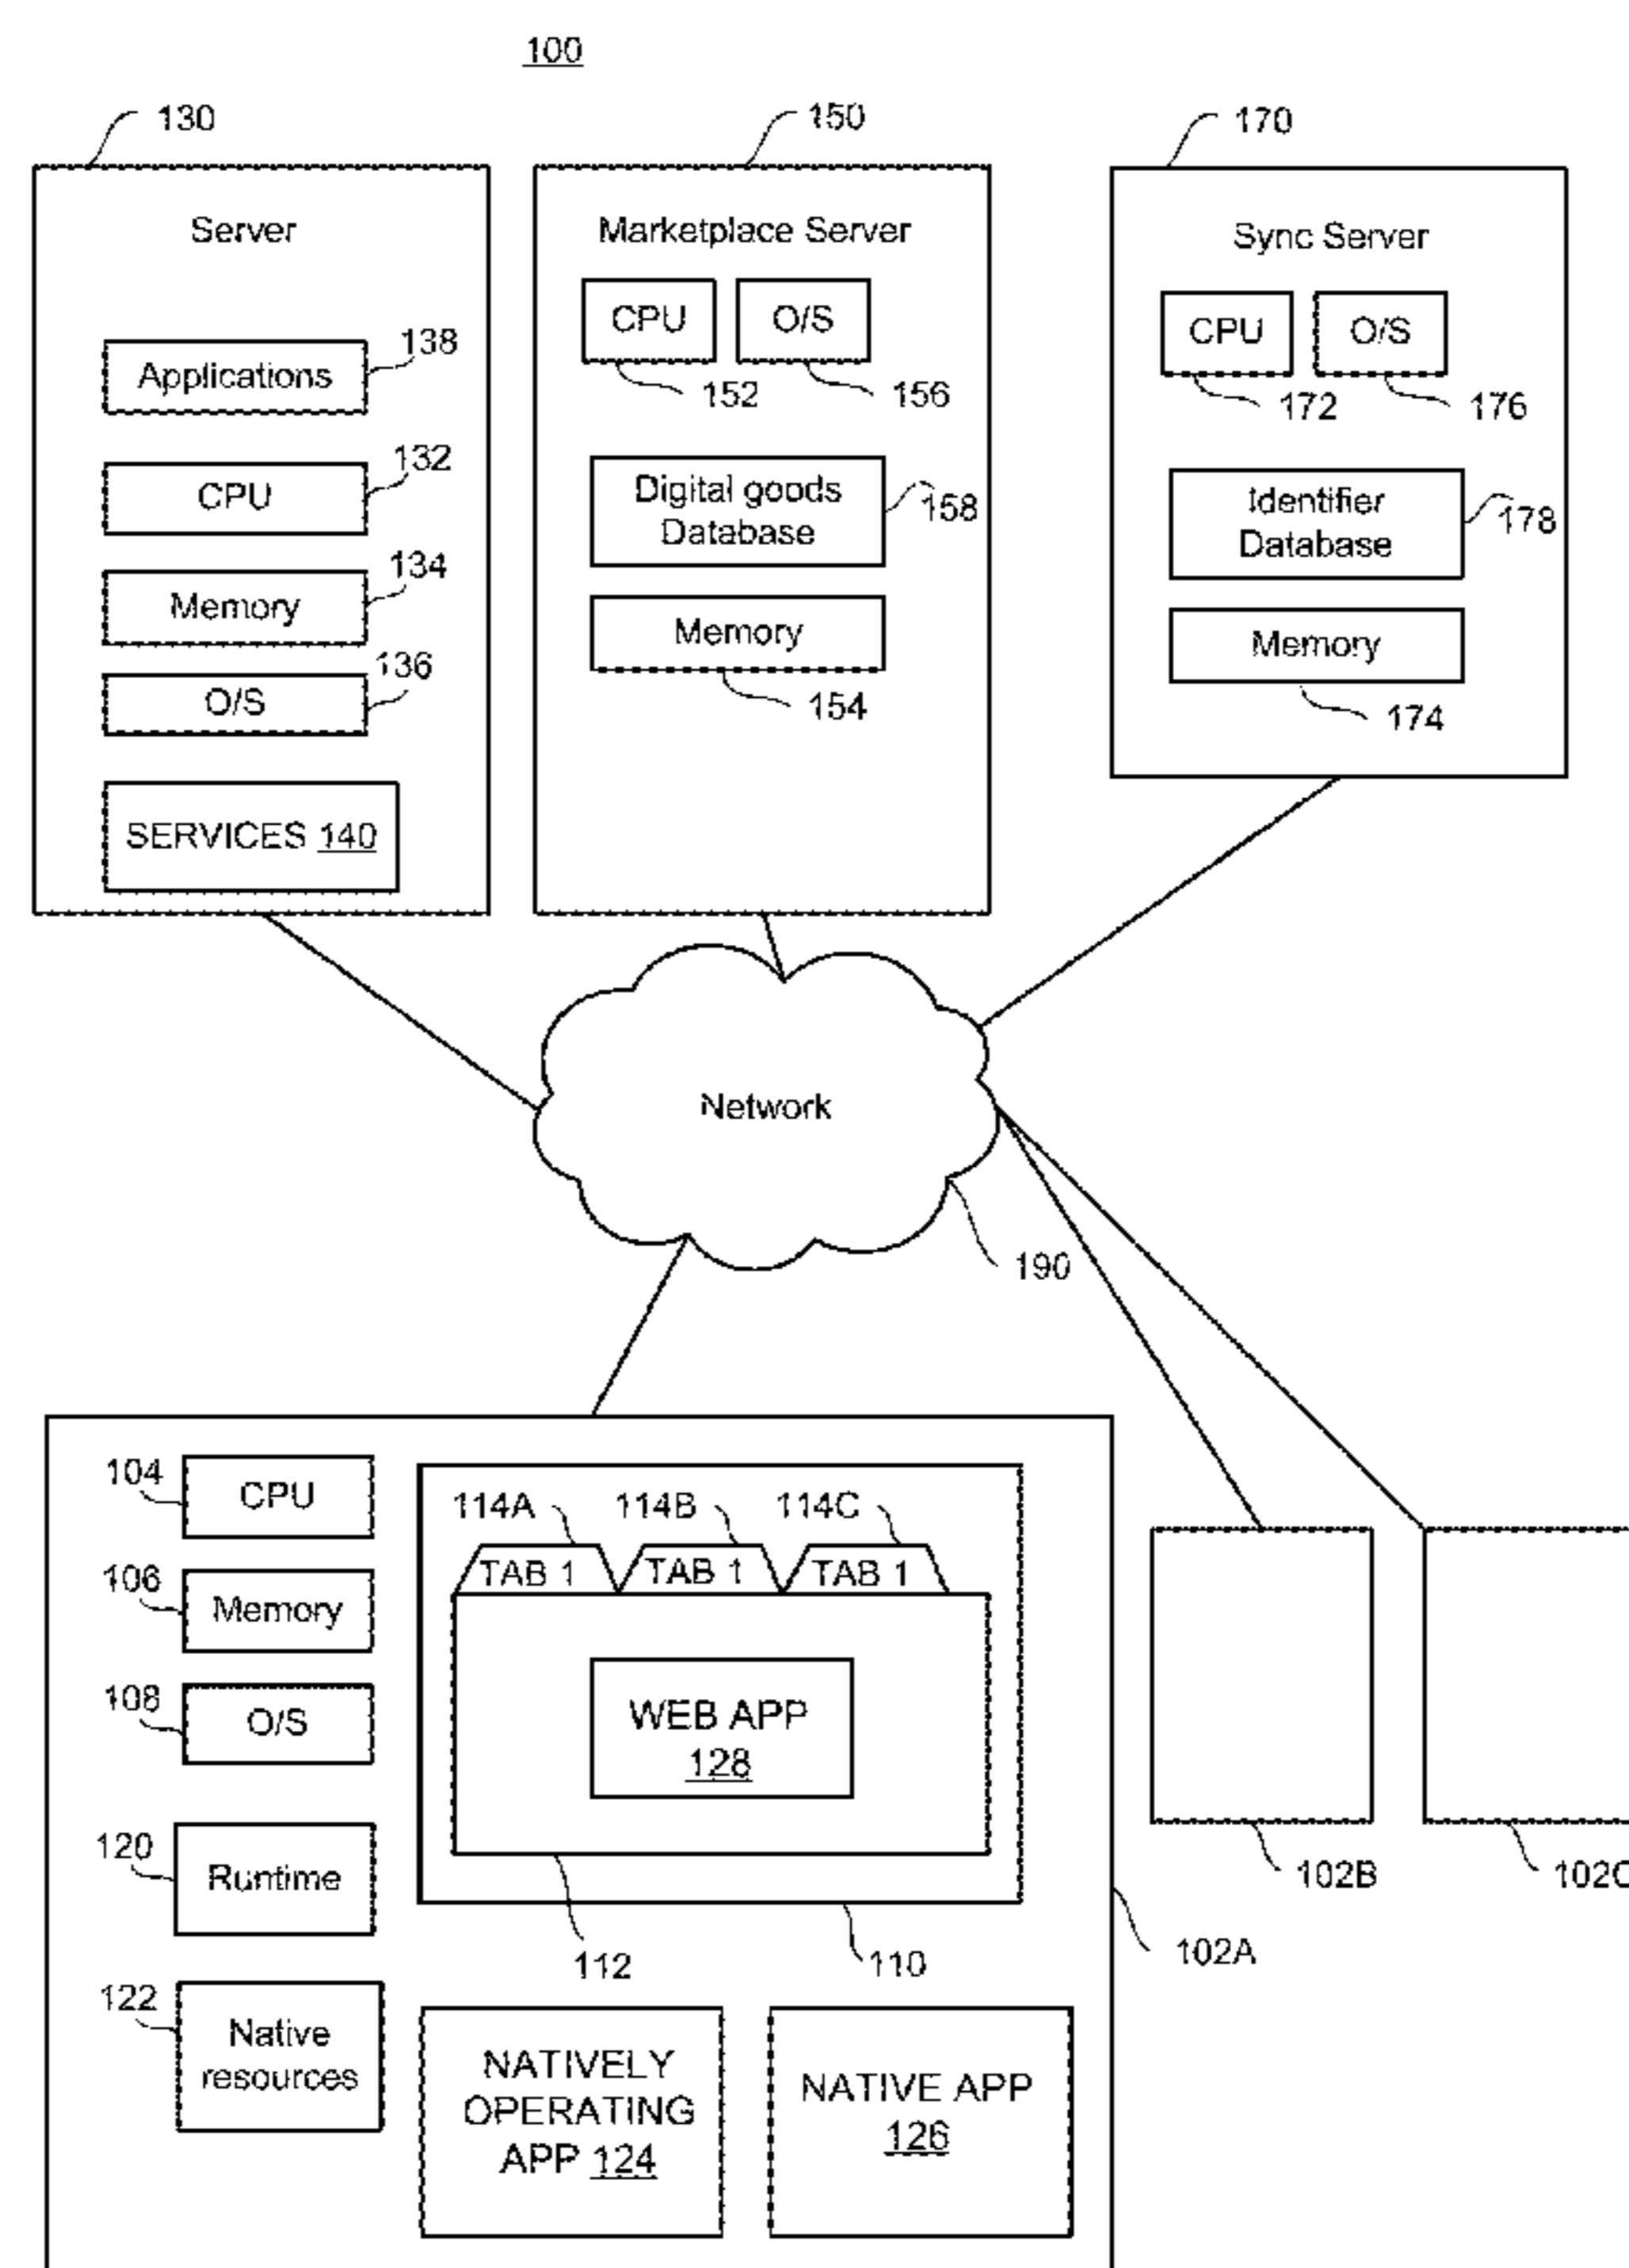 100
130
150
170
Server
Marketplace Server
Sync Server
CPU
O/S
CPU
O/S
Applications
138
152
156
172
176
CPU
132
Digital goods
Database
158
Identifier
Database
178
Memory
134
Memory
154
Memory
174
O/S
136
SERVICES 140
Network
190
104
CPU
114A
114B
114C
TAB 1
TAB 1
TAB 1
106
Memory
108
O/S
WEB APP
128
120
Runtime
112
110
102A
102B
102C
122
Native
resources
NATIVELY
OPERATING
APP 124
NATIVE APP
126